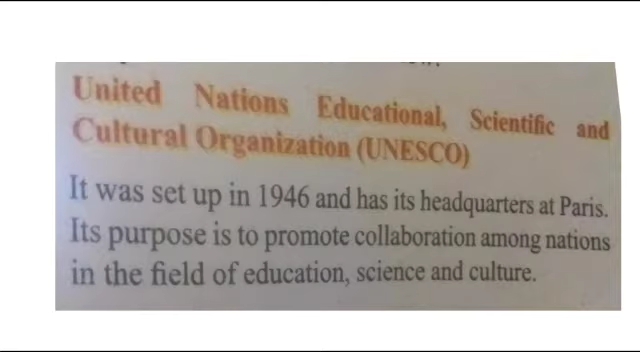 United Nations Educational, Scientific and
Cultural Organization (UNESCO)
It was set up in 1946 and has its headquarters at Paris.
Its purpose is to promote collaboration among nations
in the field of education, science and culture.